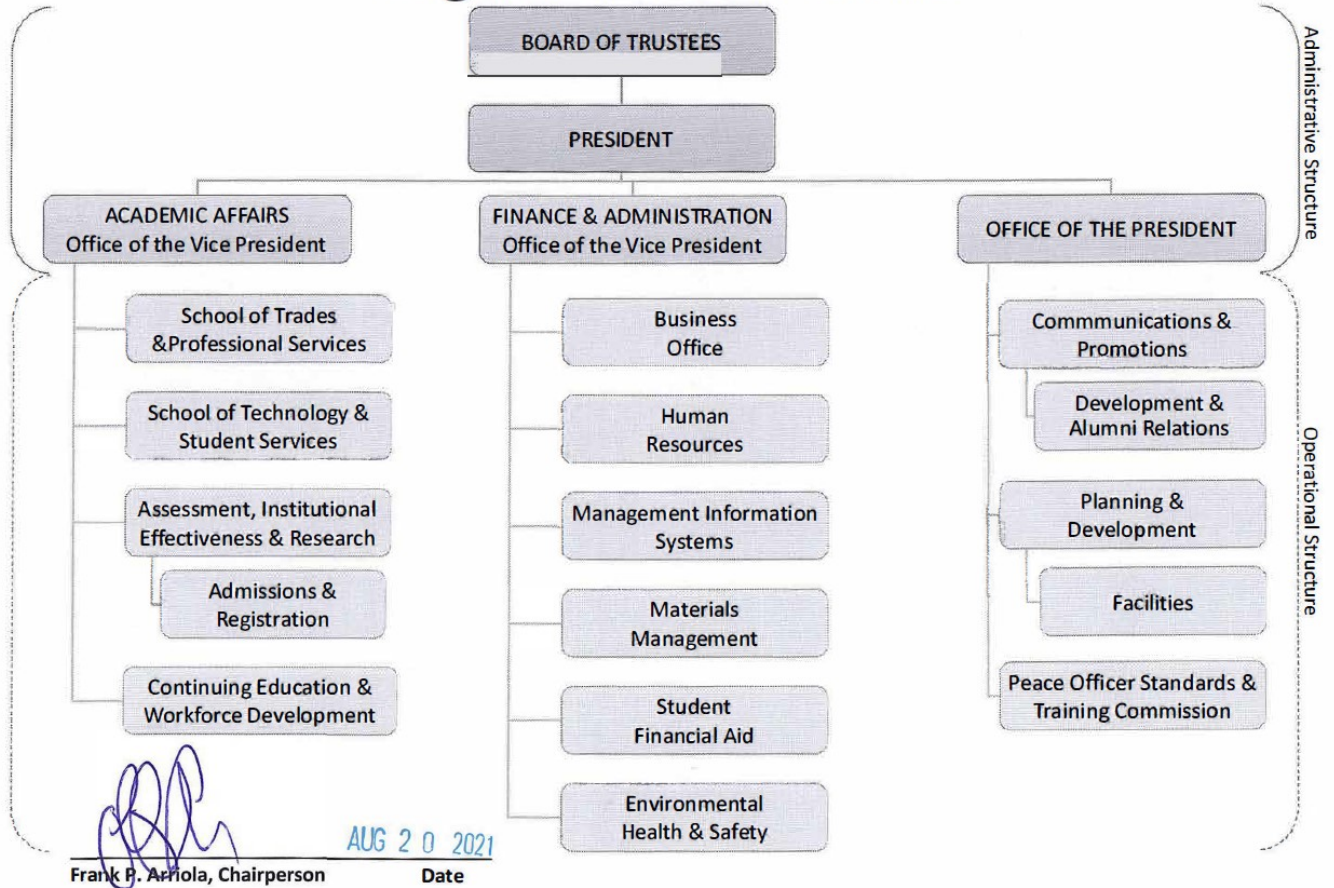 BOARD OF TRUSTEES
PRESIDENT
ACADEMIC AFFAIRS
Office of the Vice President
FINANCE & ADMINISTRATION
Office of the Vice President
OFFICE OF THE PRESIDENT
Administrative Structure
School of Trades
&Professional Services
School of Technology &
Student Services
Assessment, Institutional
Effectiveness & Research
Admissions &
Registration
Continuing Education &
Workforce Development
Business
Office
Human
Resources
Management Information
Systems
Materials
Management
Student
Financial Aid
Environmental
Health & Safety
Commmunications &
Promotions
Development &
Alumni Relations
Planning &
Development
Facilities
Peace Officer Standards &
Training Commission
Operational Structure
AUG 20 2021
Frank P. Arriola, Chairperson
Date